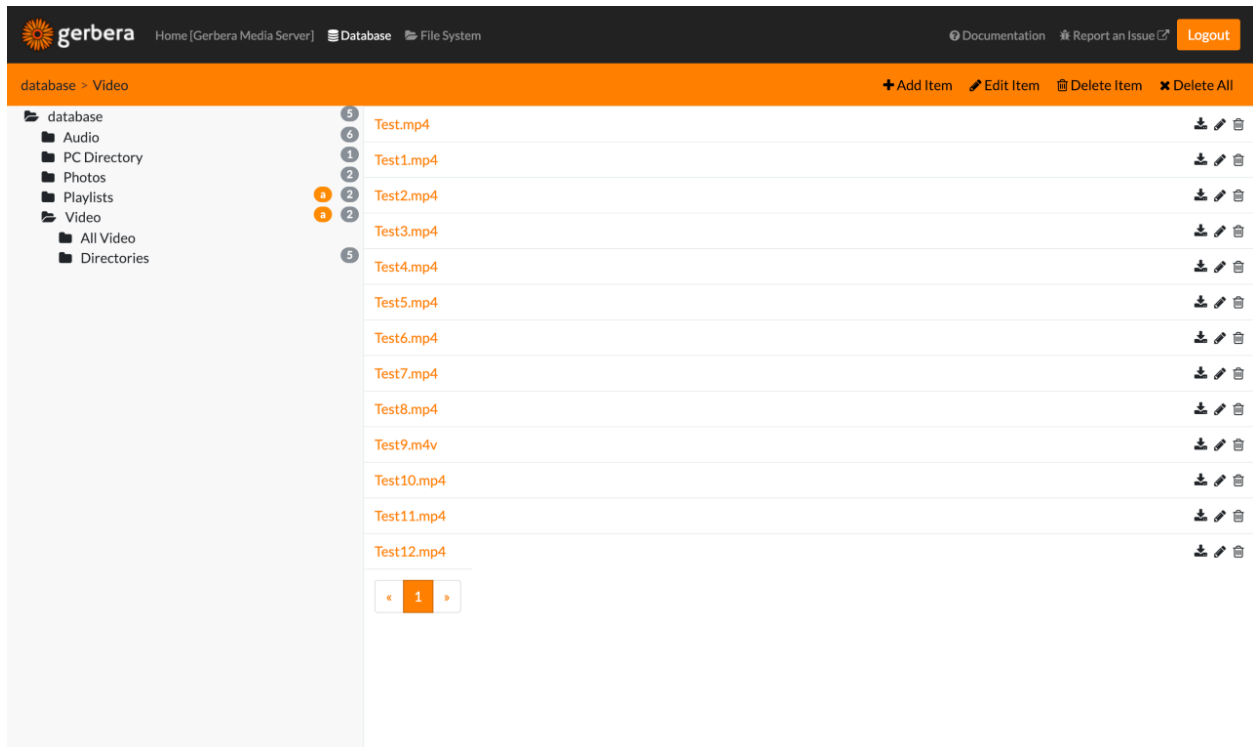 gerbera Home [Gerbera Media Server] Database File System Documentation Report an Issue Logout
database > Video Add Item Edit Item Delete Item Delete All
database 5
Audio 6
PC Directory 1
Photos 2
Playlists a 2
Video a 2
All Video
Directories 5
Test.mp4
Test1.mp4
Test2.mp4
Test3.mp4
Test4.mp4
Test5.mp4
Test6.mp4
Test7.mp4
Test8.mp4
Test9.m4v
Test10.mp4
Test11.mp4
Test12.mp4
« 1 »